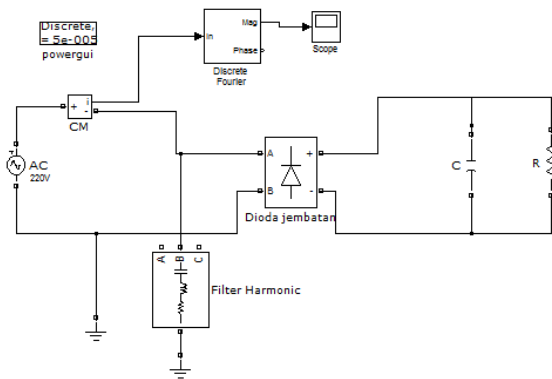 Discrete,
= 5e-005
powergui
In
Mag
Phase
Discrete
Fourier
Scope
+
i
-
CM
AC
220V
A
B
+
-
Dioda jembatan
C
R
A
B
C
Filter Harmonic